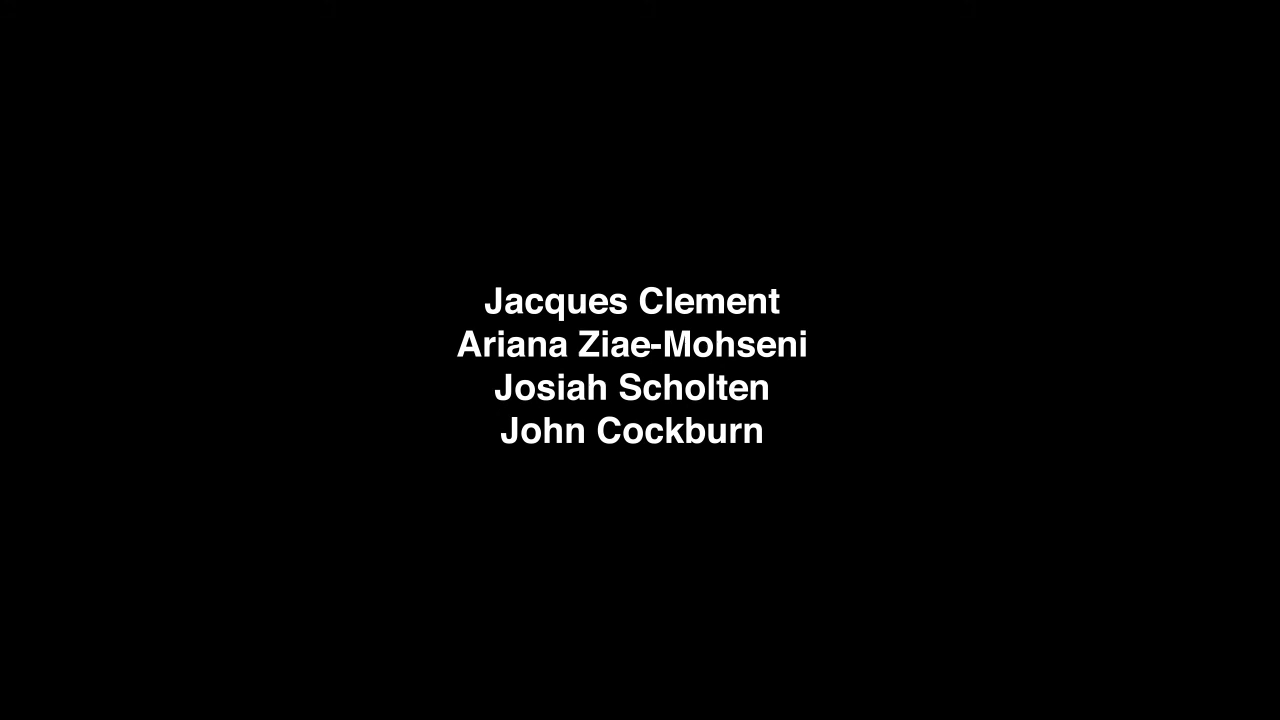 Jacques Clement
Ariana Ziae-Mohseni
Josiah Scholten
John Cockburn